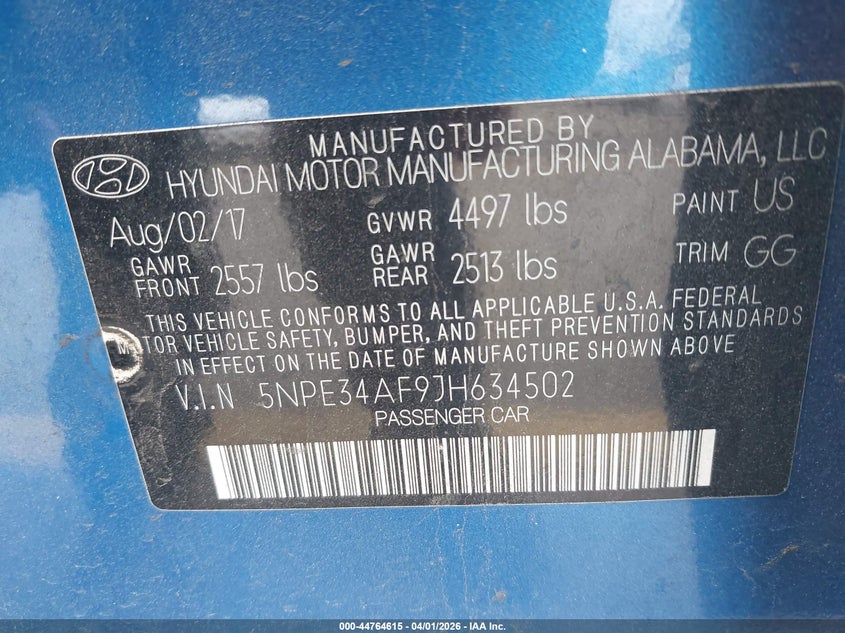 MANUFACTURED BY
HYUNDAI MOTOR MANUFACTURING ALABAMA, LLC
Aug/02/17 GVWR 4497 lbs PAINT US
GAWR FRONT 2557 lbs GAWR REAR 2513 lbs TRIM GG
THIS VEHICLE CONFORMS TO ALL APPLICABLE U.S.A. FEDERAL
MOTOR VEHICLE SAFETY, BUMPER, AND THEFT PREVENTION STANDARDS
IN EFFECT ON THE DATE OF MANUFACTURE SHOWN ABOVE
V.I.N 5NPE34AF9JH634502
PASSENGER CAR
000-44764615 | 04/01/2026 - IAA Inc.